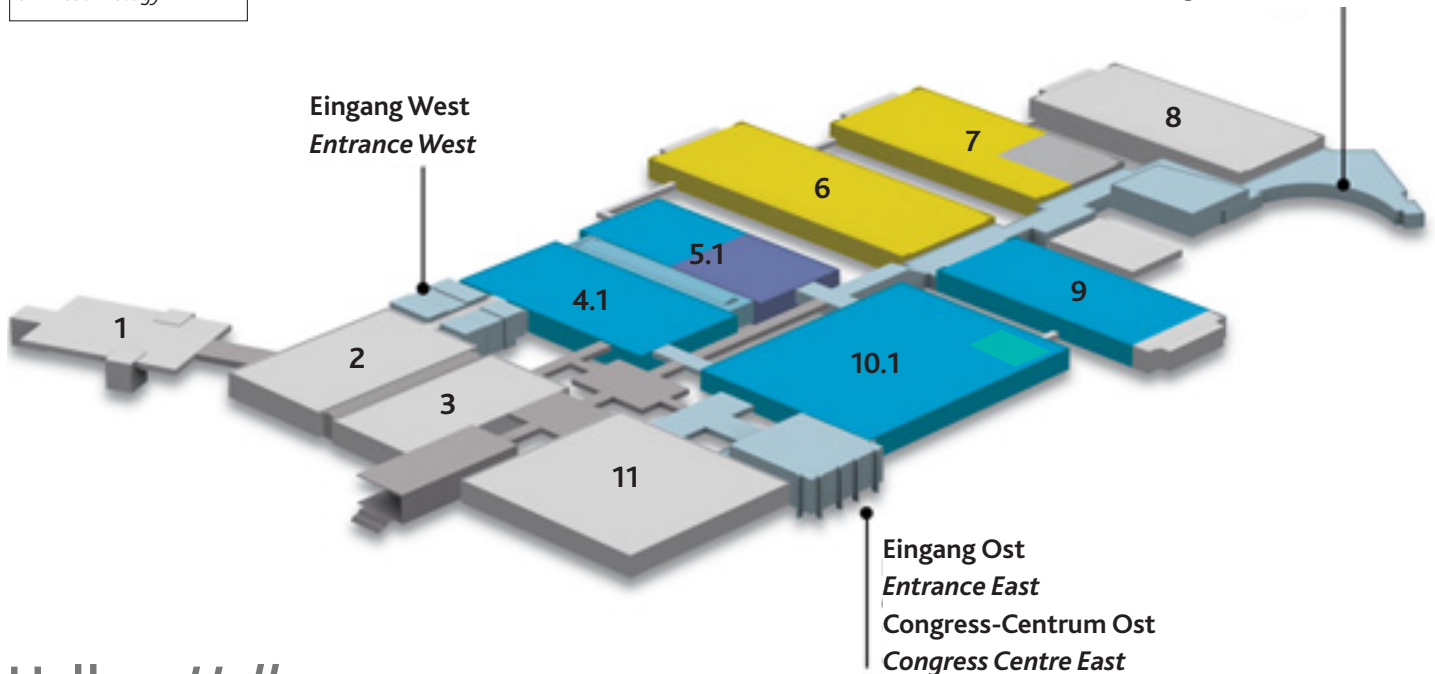 Eingang West
Entrance West
8
7
6
5.1
4.1
9
1
2
10.1
3
11
Eingang Ost
Entrance East
Congress-Centrum Ost
Congress Centre East